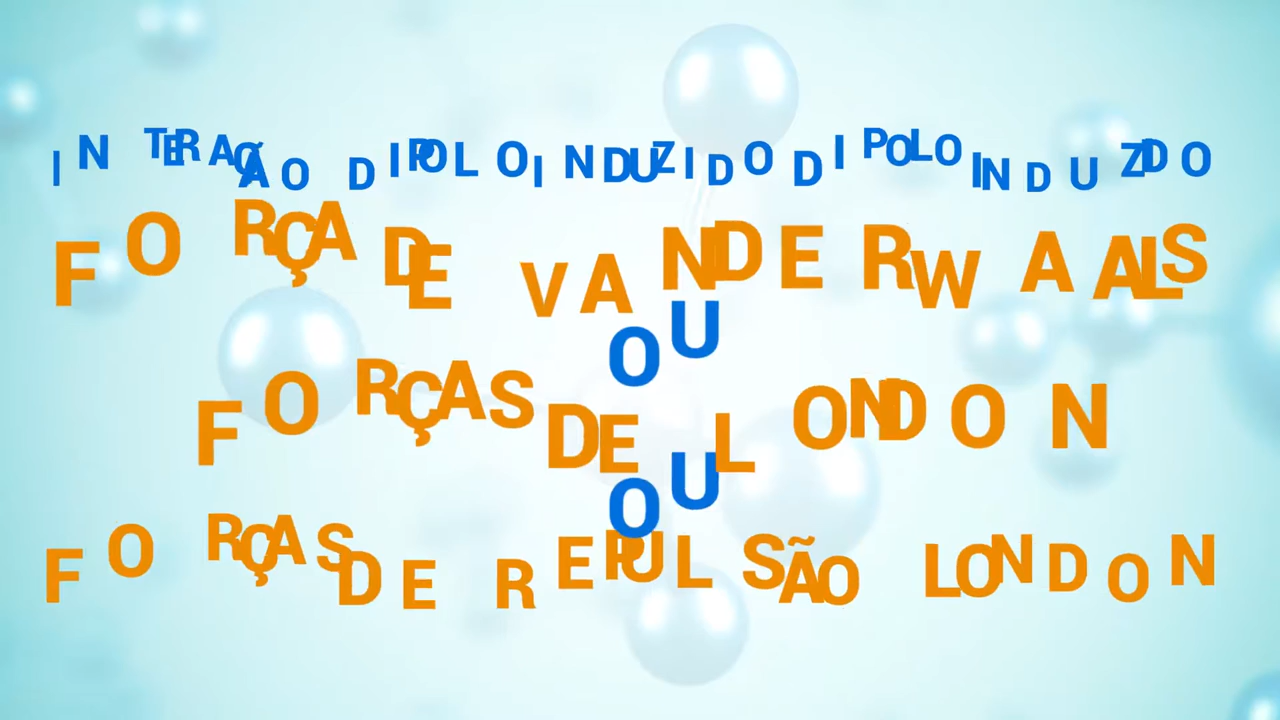 INTERAÇÃO DIPOLO INDUZIDO DIPOLO INDUZIDO
FORÇA DE VAN DER WAALS
OU
FORÇAS DE LONDON
OU
FORÇAS DE REPULSÃO LONDON